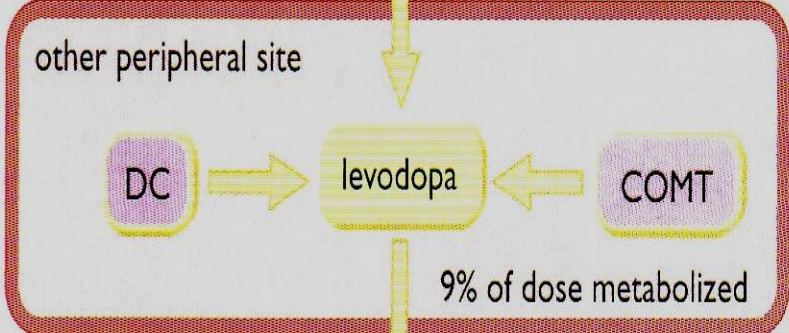 other peripheral site
DC
levodopa
COMT
9% of dose metabolized